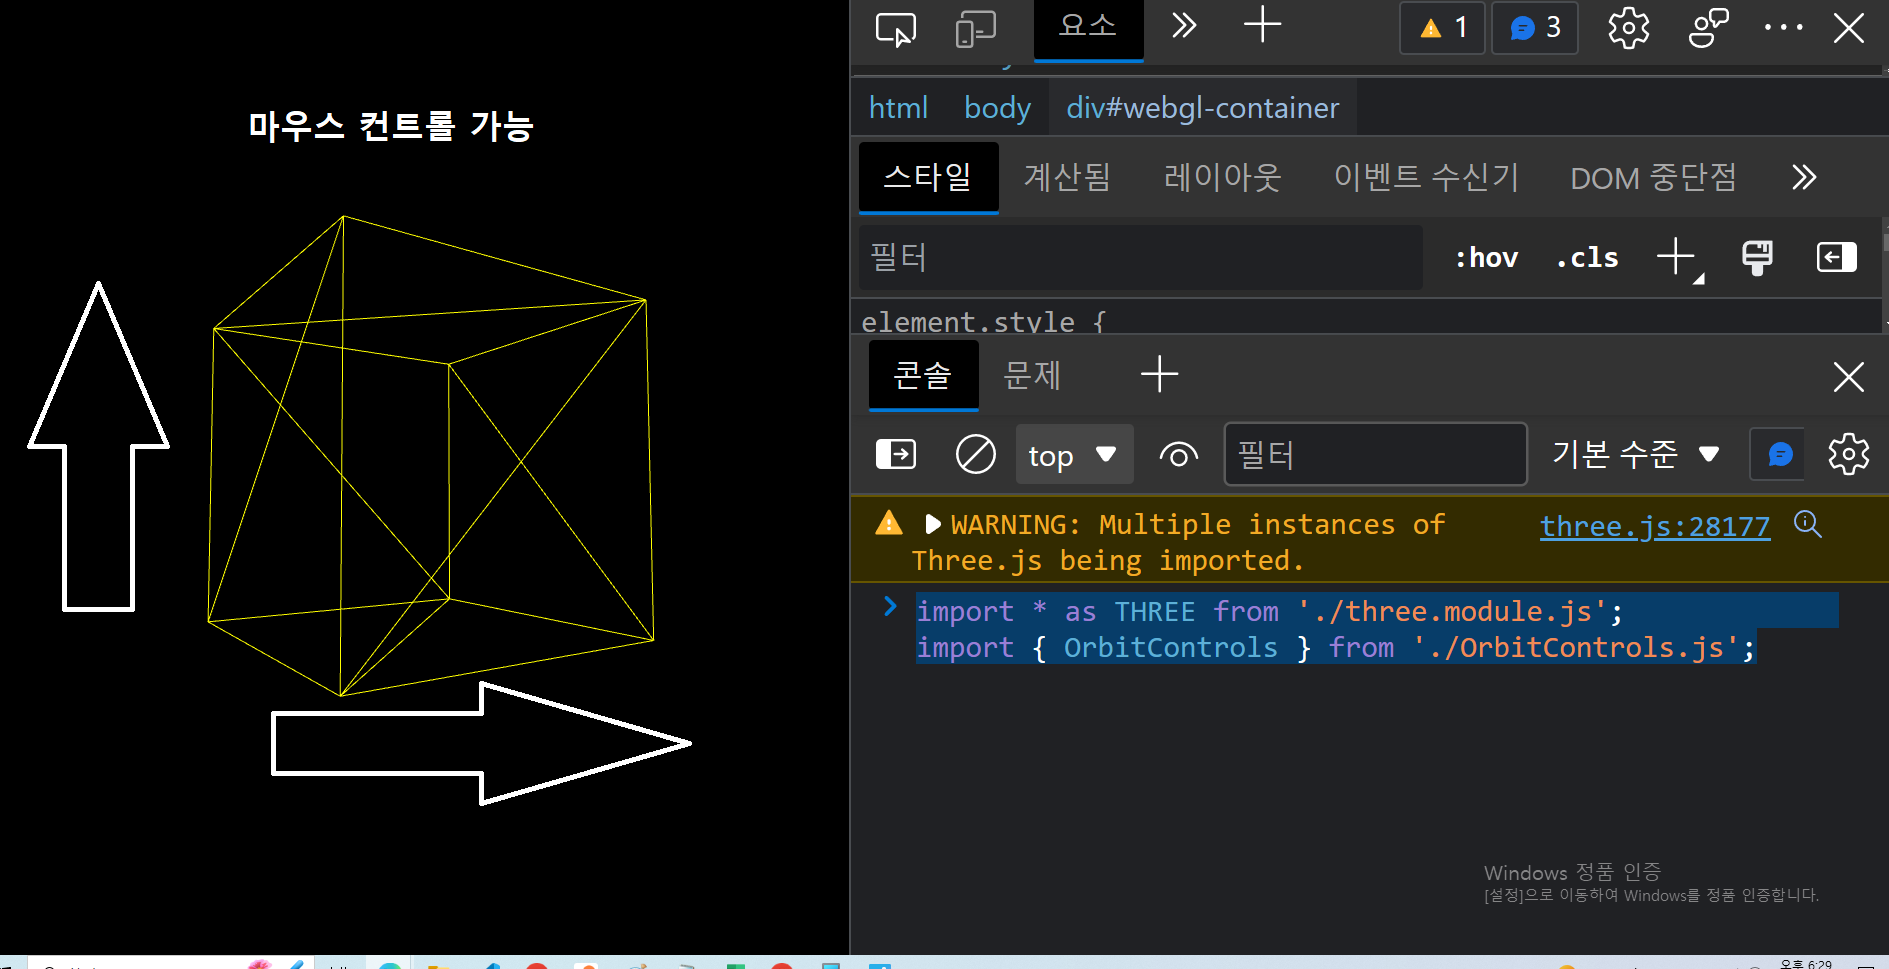 마우스 컨트롤 가능
요소
1
3
html body div#webgl-container
스타일 계산됨 레이아웃 이벤트 수신기 DOM 중단점
필터 :hov .cls
element.style {
콘솔 문제
top 필터 기본 수준
WARNING: Multiple instances of three.js:28177
Three.js being imported.
import * as THREE from './three.module.js';
import { OrbitControls } from './OrbitControls.js';
Windows 정품 인증
[설정]으로 이동하여 Windows를 정품 인증합니다.
오후 6:29